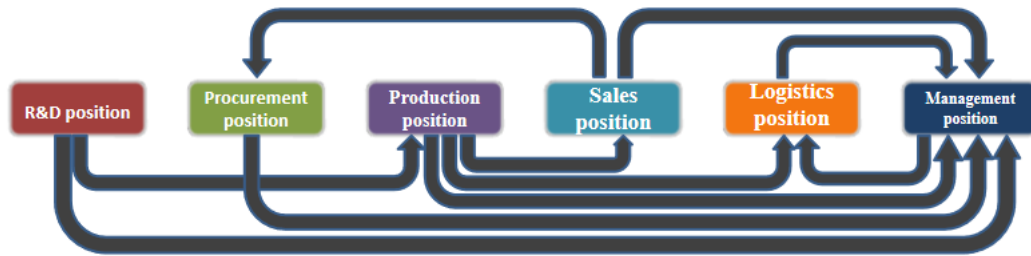 R&D position
Procurement
position
Production
position
Sales
position
Logistics
position
Management
position